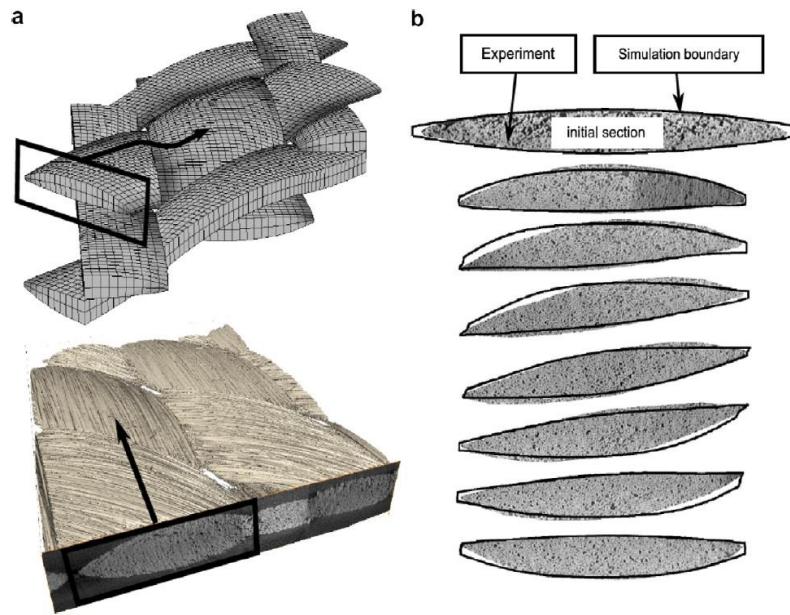 a
b
Experiment
Simulation boundary
initial section